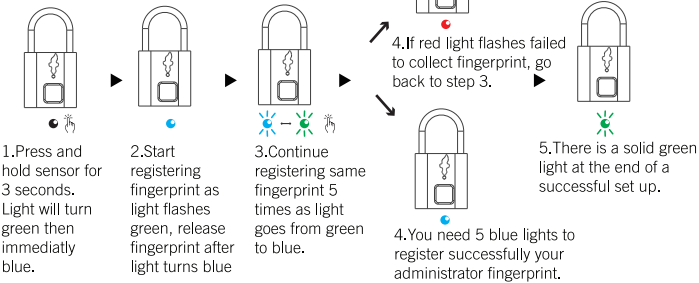 1.Press and
hold sensor for
3 seconds.
Light will turn
green then
immediatly
blue.
2.Start
registering
fingerprint as
light flashes
green, release
fingerprint after
light turns blue
3.Continue
registering same
fingerprint 5
times as light
goes from green
to blue.
4.If red light flashes failed
to collect fingerprint, go
back to step 3.
4.You need 5 blue lights to
register successfully your
administrator fingerprint.
5.There is a solid green
light at the end of a
successful set up.